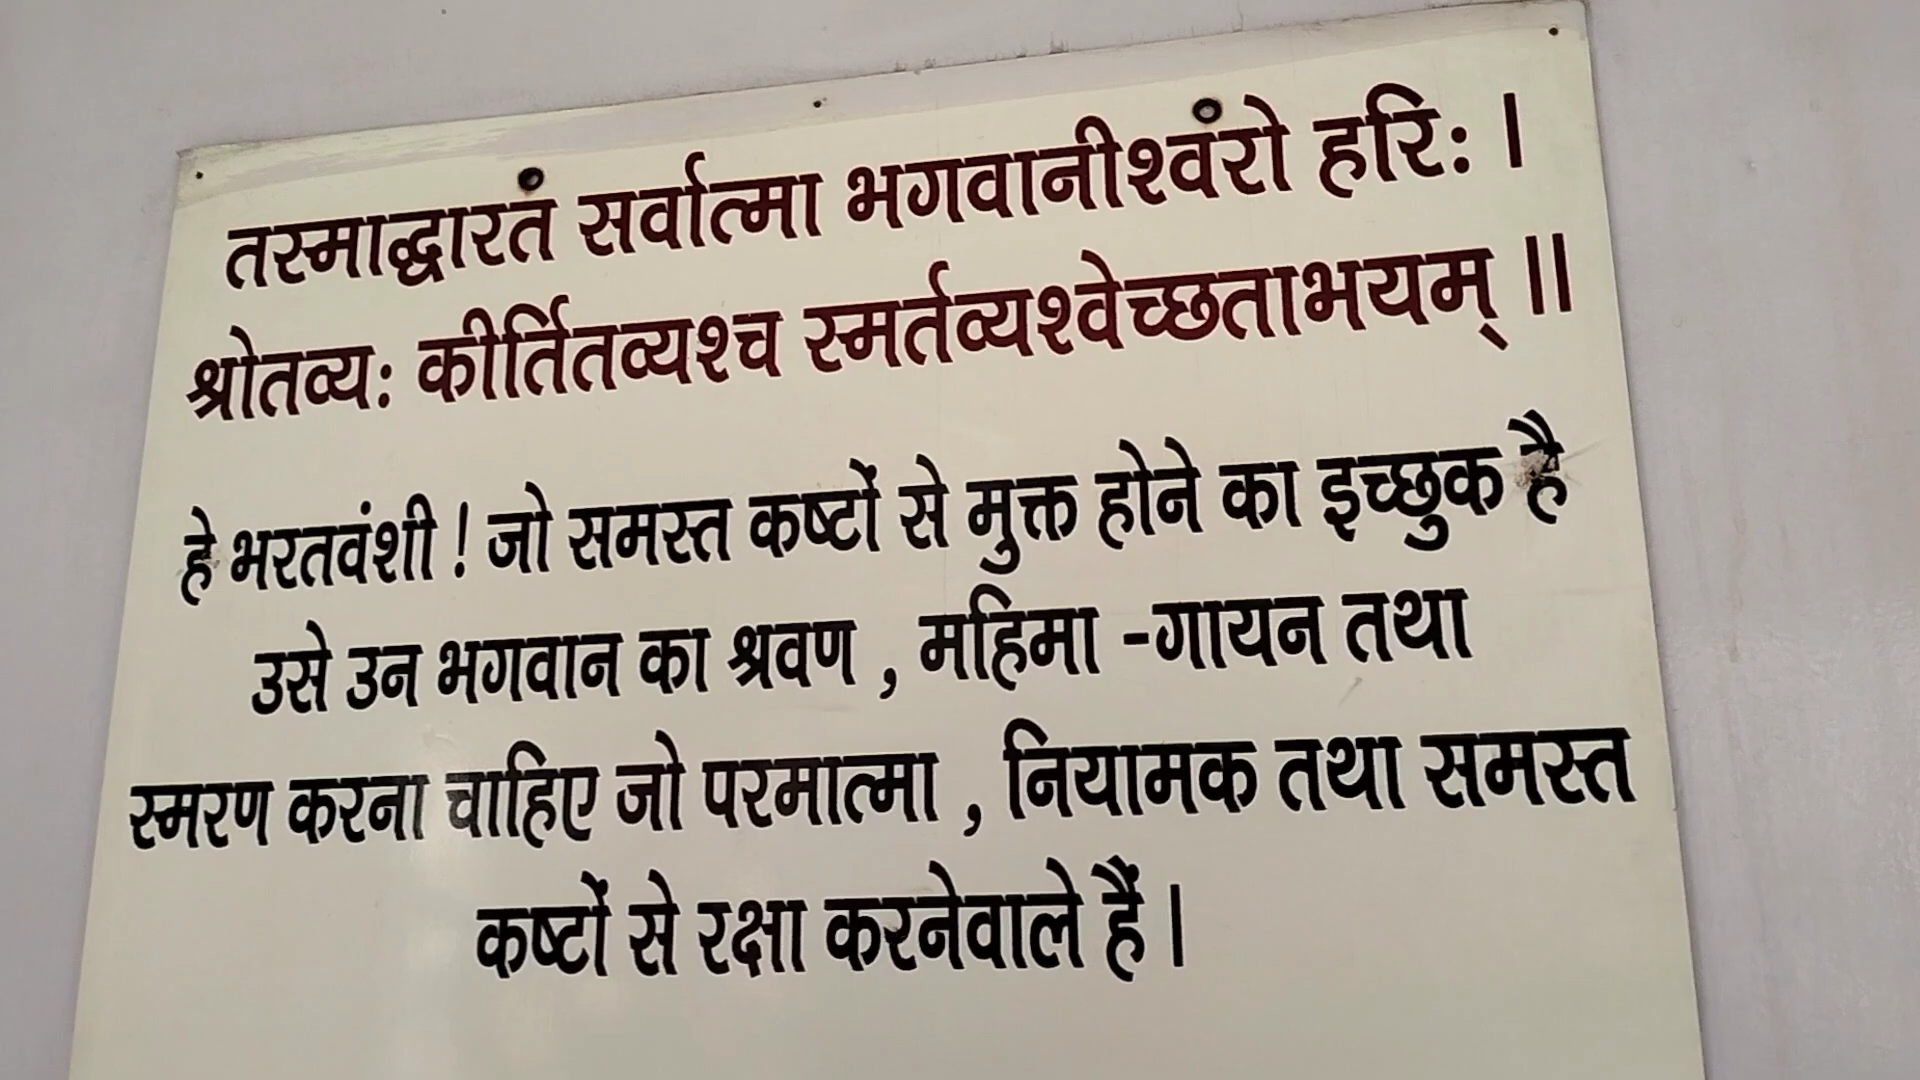 तस्माद्धारत सर्वात्मा भगवानीश्वरो हरिः ।
श्रोतव्यः कीर्तितव्यश्च स्मर्तव्यश्वेच्छताभयम् ॥
हे भरतवंशी ! जो समस्त कष्टों से मुक्त होने का इच्छुक है
उसे उन भगवान का श्रवण , महिमा -गायन तथा
स्मरण करना चाहिए जो परमात्मा , नियामक तथा समस्त
कष्टों से रक्षा करनेवाले हैं ।